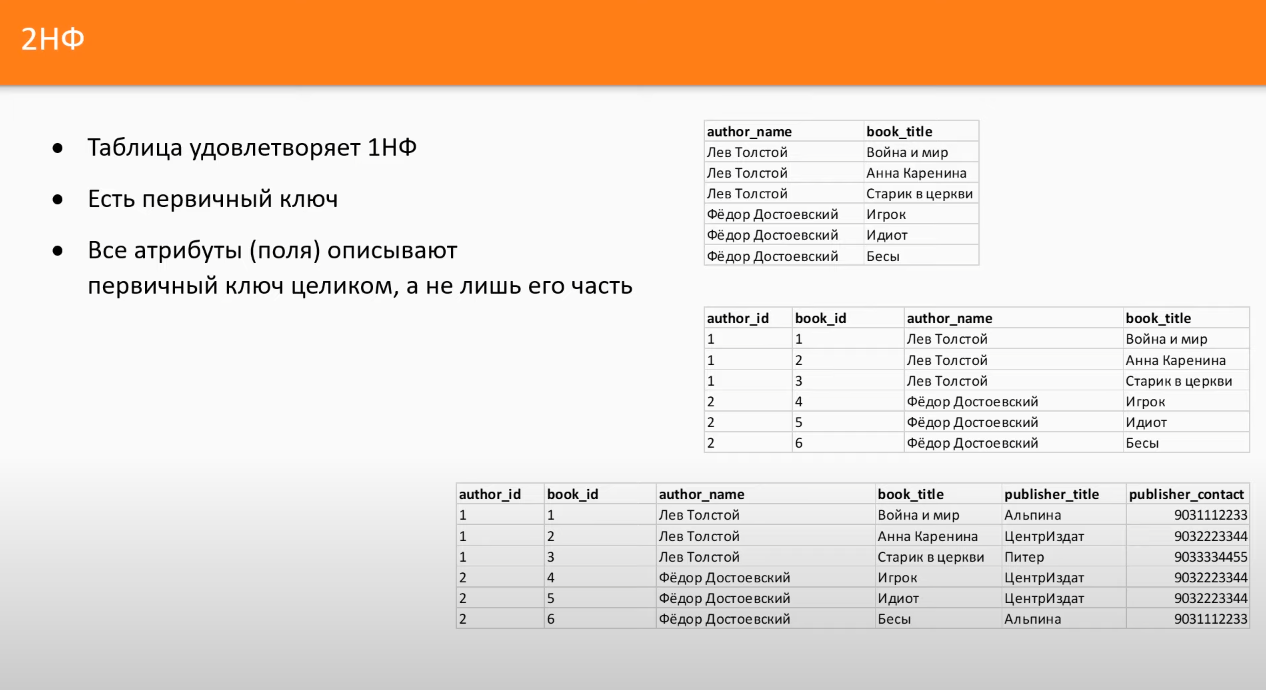 2НФ
● Таблица удовлетворяет 1НФ
● Есть первичный ключ
● Все атрибуты (поля) описывают
первичный ключ целиком, а не лишь его часть
author_name book_title
Лев Толстой Война и мир
Лев Толстой Анна Каренина
Лев Толстой Старик в церкви
Фёдор Достоевский Игрок
Фёдор Достоевский Идиот
Фёдор Достоевский Бесы
author_id book_id author_name book_title
1 1 Лев Толстой Война и мир
1 2 Лев Толстой Анна Каренина
1 3 Лев Толстой Старик в церкви
2 4 Фёдор Достоевский Игрок
2 5 Фёдор Достоевский Идиот
2 6 Фёдор Достоевский Бесы
author_id book_id author_name book_title publisher_title publisher_contact
1 1 Лев Толстой Война и мир Альпина 9031112233
1 2 Лев Толстой Анна Каренина ЦентрИздат 9032223344
1 3 Лев Толстой Старик в церкви Питер 9033334455
2 4 Фёдор Достоевский Игрок ЦентрИздат 9032223344
2 5 Фёдор Достоевский Идиот ЦентрИздат 9032223344
2 6 Фёдор Достоевский Бесы Альпина 9031112233